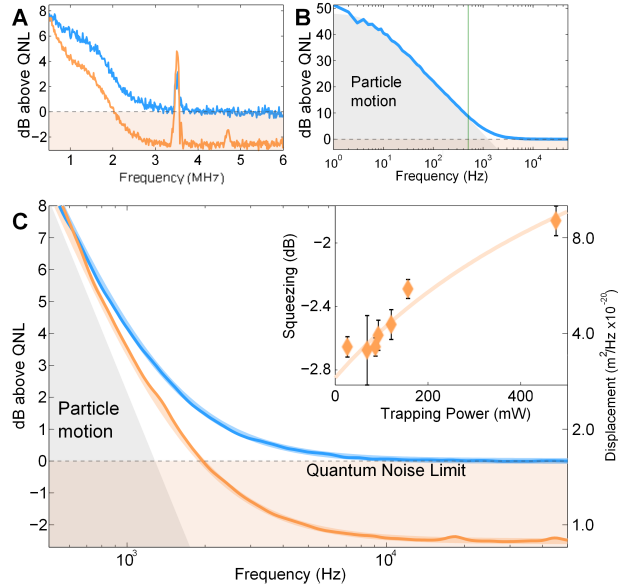 A
dB above QNL
8
6
4
2
0
−2
1
2
3
4
5
6
Frequency (MHz)
B
dB above QNL
50
40
30
20
10
0
Particle
motion
10^0
10^1
10^2
10^3
10^4
Frequency (Hz)
C
dB above QNL
8
7
6
5
4
3
2
1
0
−1
−2
Particle
motion
Quantum Noise Limit
10^3
10^4
Frequency (Hz)
Squeezing (dB)
−2
−2.4
−2.8
0
200
400
Trapping Power (mW)
8.0
4.0
2.0
1.0
Displacement (m²/Hz x10^-20)